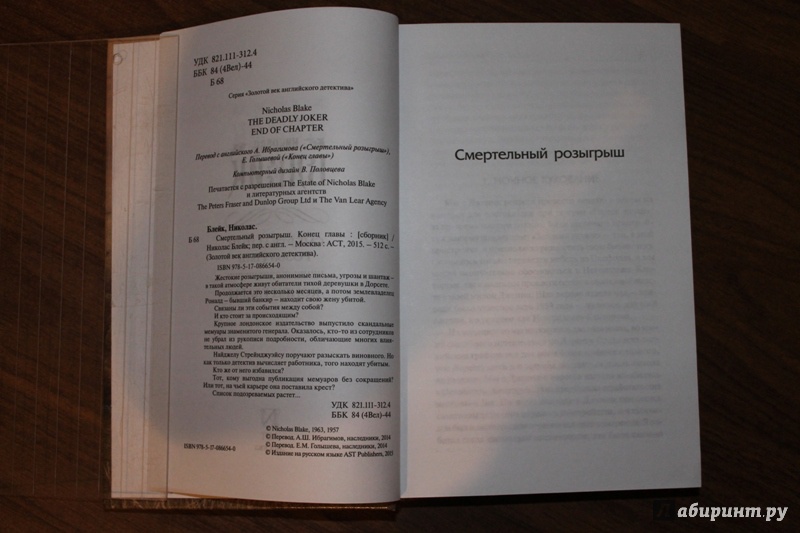 УДК 821.111-312.4
ББК 84 (4Вел)-44
Б 68
Серия «Золотой век английского детектива»
Nicholas Blake
THE DEADLY JOKER
END OF CHAPTER
Перевод с английского А. Ибрагимова («Смертельный розыгрыш»),
Е. Голышевой («Конец главы»)
Компьютерный дизайн В. Половцева
Печатается с разрешения The Estate of Nicholas Blake
и литературных агентств
The Peters Fraser and Dunlop Group Ltd и The Van Lear Agency
Блейк, Николас.
Б 68 Смертельный розыгрыш. Конец главы : [сборник] /
Николас Блейк; пер. с англ. – Москва : АСТ, 2015. – 512 с. –
(Золотой век английского детектива).
ISBN 978-5-17-086654-0
Жестокие розыгрыши, анонимные письма, угрозы и шантаж –
в такой атмосфере живут обитатели тихой деревушки в Дорсете.
Продолжается это несколько месяцев, а потом землевладелец
Рональд – бывший банкир – находит свою жену убитой.
Связаны ли эти события между собой?
И кто стоит за происходящим?
Крупное лондонское издательство выпустило скандальные
мемуары знаменитого генерала. Оказалось, кто-то из сотрудников
не убрал из рукописи подробности, обличающие многих влия-
тельных людей.
Найджелу Стрейнджуэйсу поручают разыскать виновного. Но
как только детектив вычисляет работника, того находят убитым.
Кто же от него избавился?
Тот, кому выгодна публикация мемуаров без сокращений?
Или тот, на чьей карьере она поставила крест?
Список подозреваемых растет...
УДК 821.111-312.4
ББК 84 (4Вел)-44
© Nicholas Blake, 1963, 1957
© Перевод. А.Ш. Ибрагимов, наследники, 2014
© Перевод. Е.М. Голышева, наследники, 2014
ISBN 978-5-17-086654-0 © Издание на русском языке AST Publishers, 2015
Смертельный розыгрыш
Лабиринт.ру